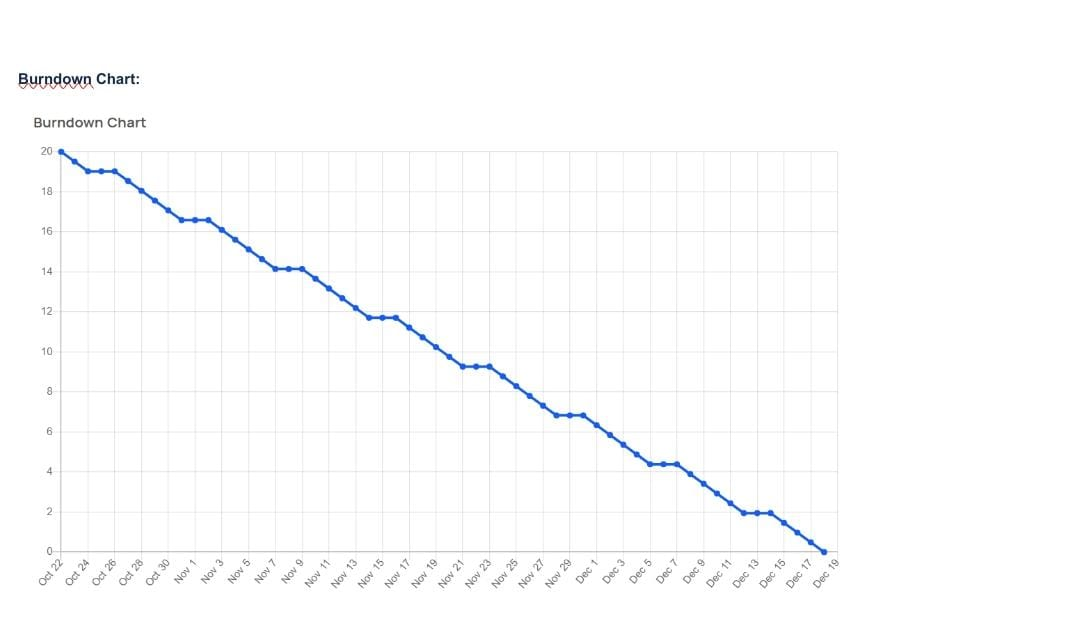 Burndown Chart:
Burndown Chart
20
18
16
14
12
10
8
6
4
2
0
Oct 22
Oct 24
Oct 26
Oct 28
Oct 30
Nov 1
Nov 3
Nov 5
Nov 7
Nov 9
Nov 11
Nov 13
Nov 15
Nov 17
Nov 19
Nov 21
Nov 23
Nov 25
Nov 27
Nov 29
Dec 1
Dec 3
Dec 5
Dec 7
Dec 9
Dec 11
Dec 13
Dec 15
Dec 17
Dec 19